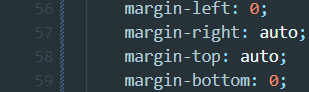 56 margin-left: 0;
57 margin-right: auto;
58 margin-top: auto;
59 margin-bottom: 0;